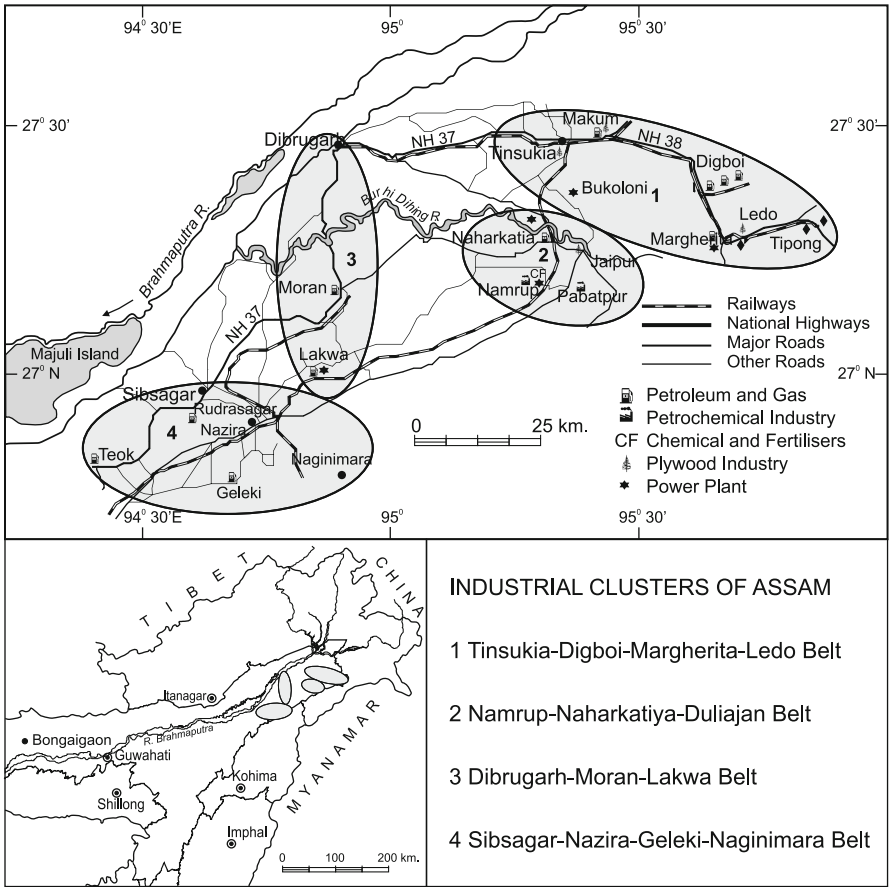 94° 30'E
95°
95° 30'
27° 30'
27° 30'
Dibrugarh
NH 37
Makum
Tinsukia
NH 38
Digboi
Bukoloni
1
Ledo
Margherita
Tipong
Burhi Dihing R.
Naharkatia
2
Jaipur
CF
Namrup
Pabatpur
Brahmaputra R.
3
Moran
NH 37
Lakwa
Majuli Island
27° N
27° N
Sibsagar
Rudrasagar
4
Nazira
Teok
Naginimara
Geleki
Railways
National Highways
Major Roads
Other Roads
0 25 km.
Petroleum and Gas
Petrochemical Industry
CF Chemical and Fertilisers
Plywood Industry
Power Plant
94° 30'E
95°
95° 30'
TIBET
CHINA
Itanagar
R. Brahmaputra
Bongaigaon
Guwahati
Shillong
Kohima
Imphal
MYANAMAR
0 100 200 km.
INDUSTRIAL CLUSTERS OF ASSAM
1 Tinsukia-Digboi-Margherita-Ledo Belt
2 Namrup-Naharkatiya-Duliajan Belt
3 Dibrugarh-Moran-Lakwa Belt
4 Sibsagar-Nazira-Geleki-Naginimara Belt